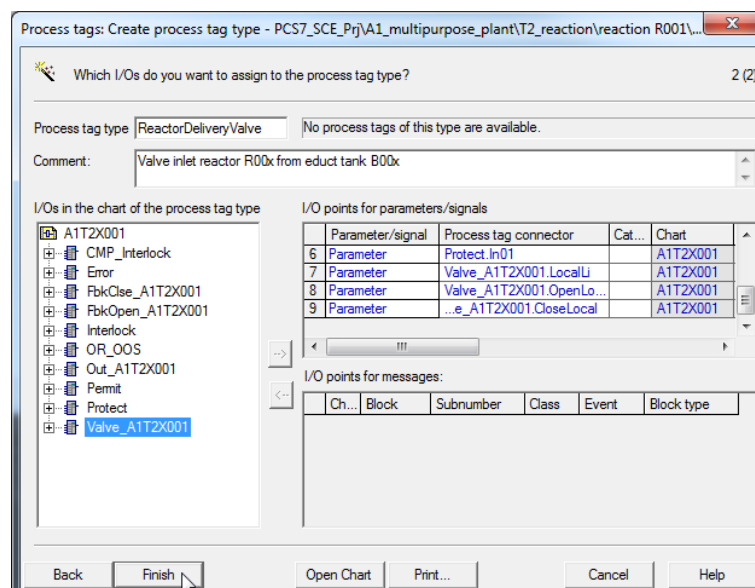 Process tags: Create process tag type - PCS7_SCE_Prj\A1_multipurpose_plant\T2_reaction\reaction R001\...
Which I/Os do you want to assign to the process tag type?
2 (2)
Process tag type
ReactorDeliveryValve
No process tags of this type are available.
Comment:
Valve inlet reactor R00x from educt tank B00x
I/Os in the chart of the process tag type
A1T2X001
CMP_Interlock
Error
FbkClse_A1T2X001
FbkOpen_A1T2X001
Interlock
OR_OOS
Out_A1T2X001
Permit
Protect
Valve_A1T2X001
-->
<--
I/O points for parameters/signals
Parameter/signal Process tag connector Cat... Chart
6 Parameter Protect.In01 A1T2X001
7 Parameter Valve_A1T2X001.LocalLi A1T2X001
8 Parameter Valve_A1T2X001.OpenLo... A1T2X001
9 Parameter ...e_A1T2X001.CloseLocal A1T2X001
I/O points for messages:
Ch... Block Subnumber Class Event Block type
Back Finish Open Chart Print... Cancel Help